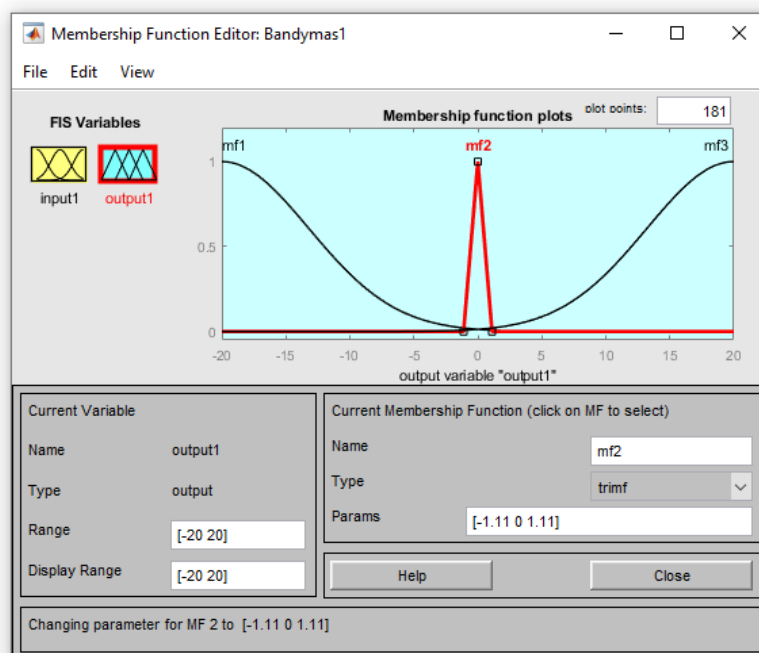 Membership Function Editor: Bandymas1
File Edit View
FIS Variables
Membership function plots
plot points:
181
input1
output1
mf1
mf2
mf3
1
0.5
0
-20 -15 -10 -5 0 5 10 15 20
output variable "output1"
Current Variable
Name output1
Type output
Range [-20 20]
Display Range [-20 20]
Current Membership Function (click on MF to select)
Name mf2
Type trimf
Params [-1.11 0 1.11]
Help
Close
Changing parameter for MF 2 to [-1.11 0 1.11]